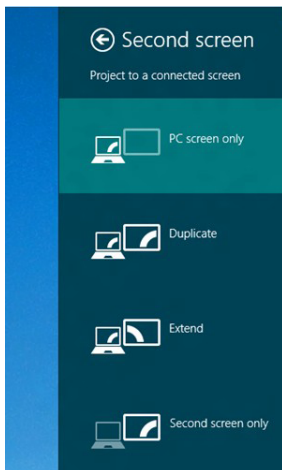 Second screen
Project to a connected screen
PC screen only
Duplicate
Extend
Second screen only